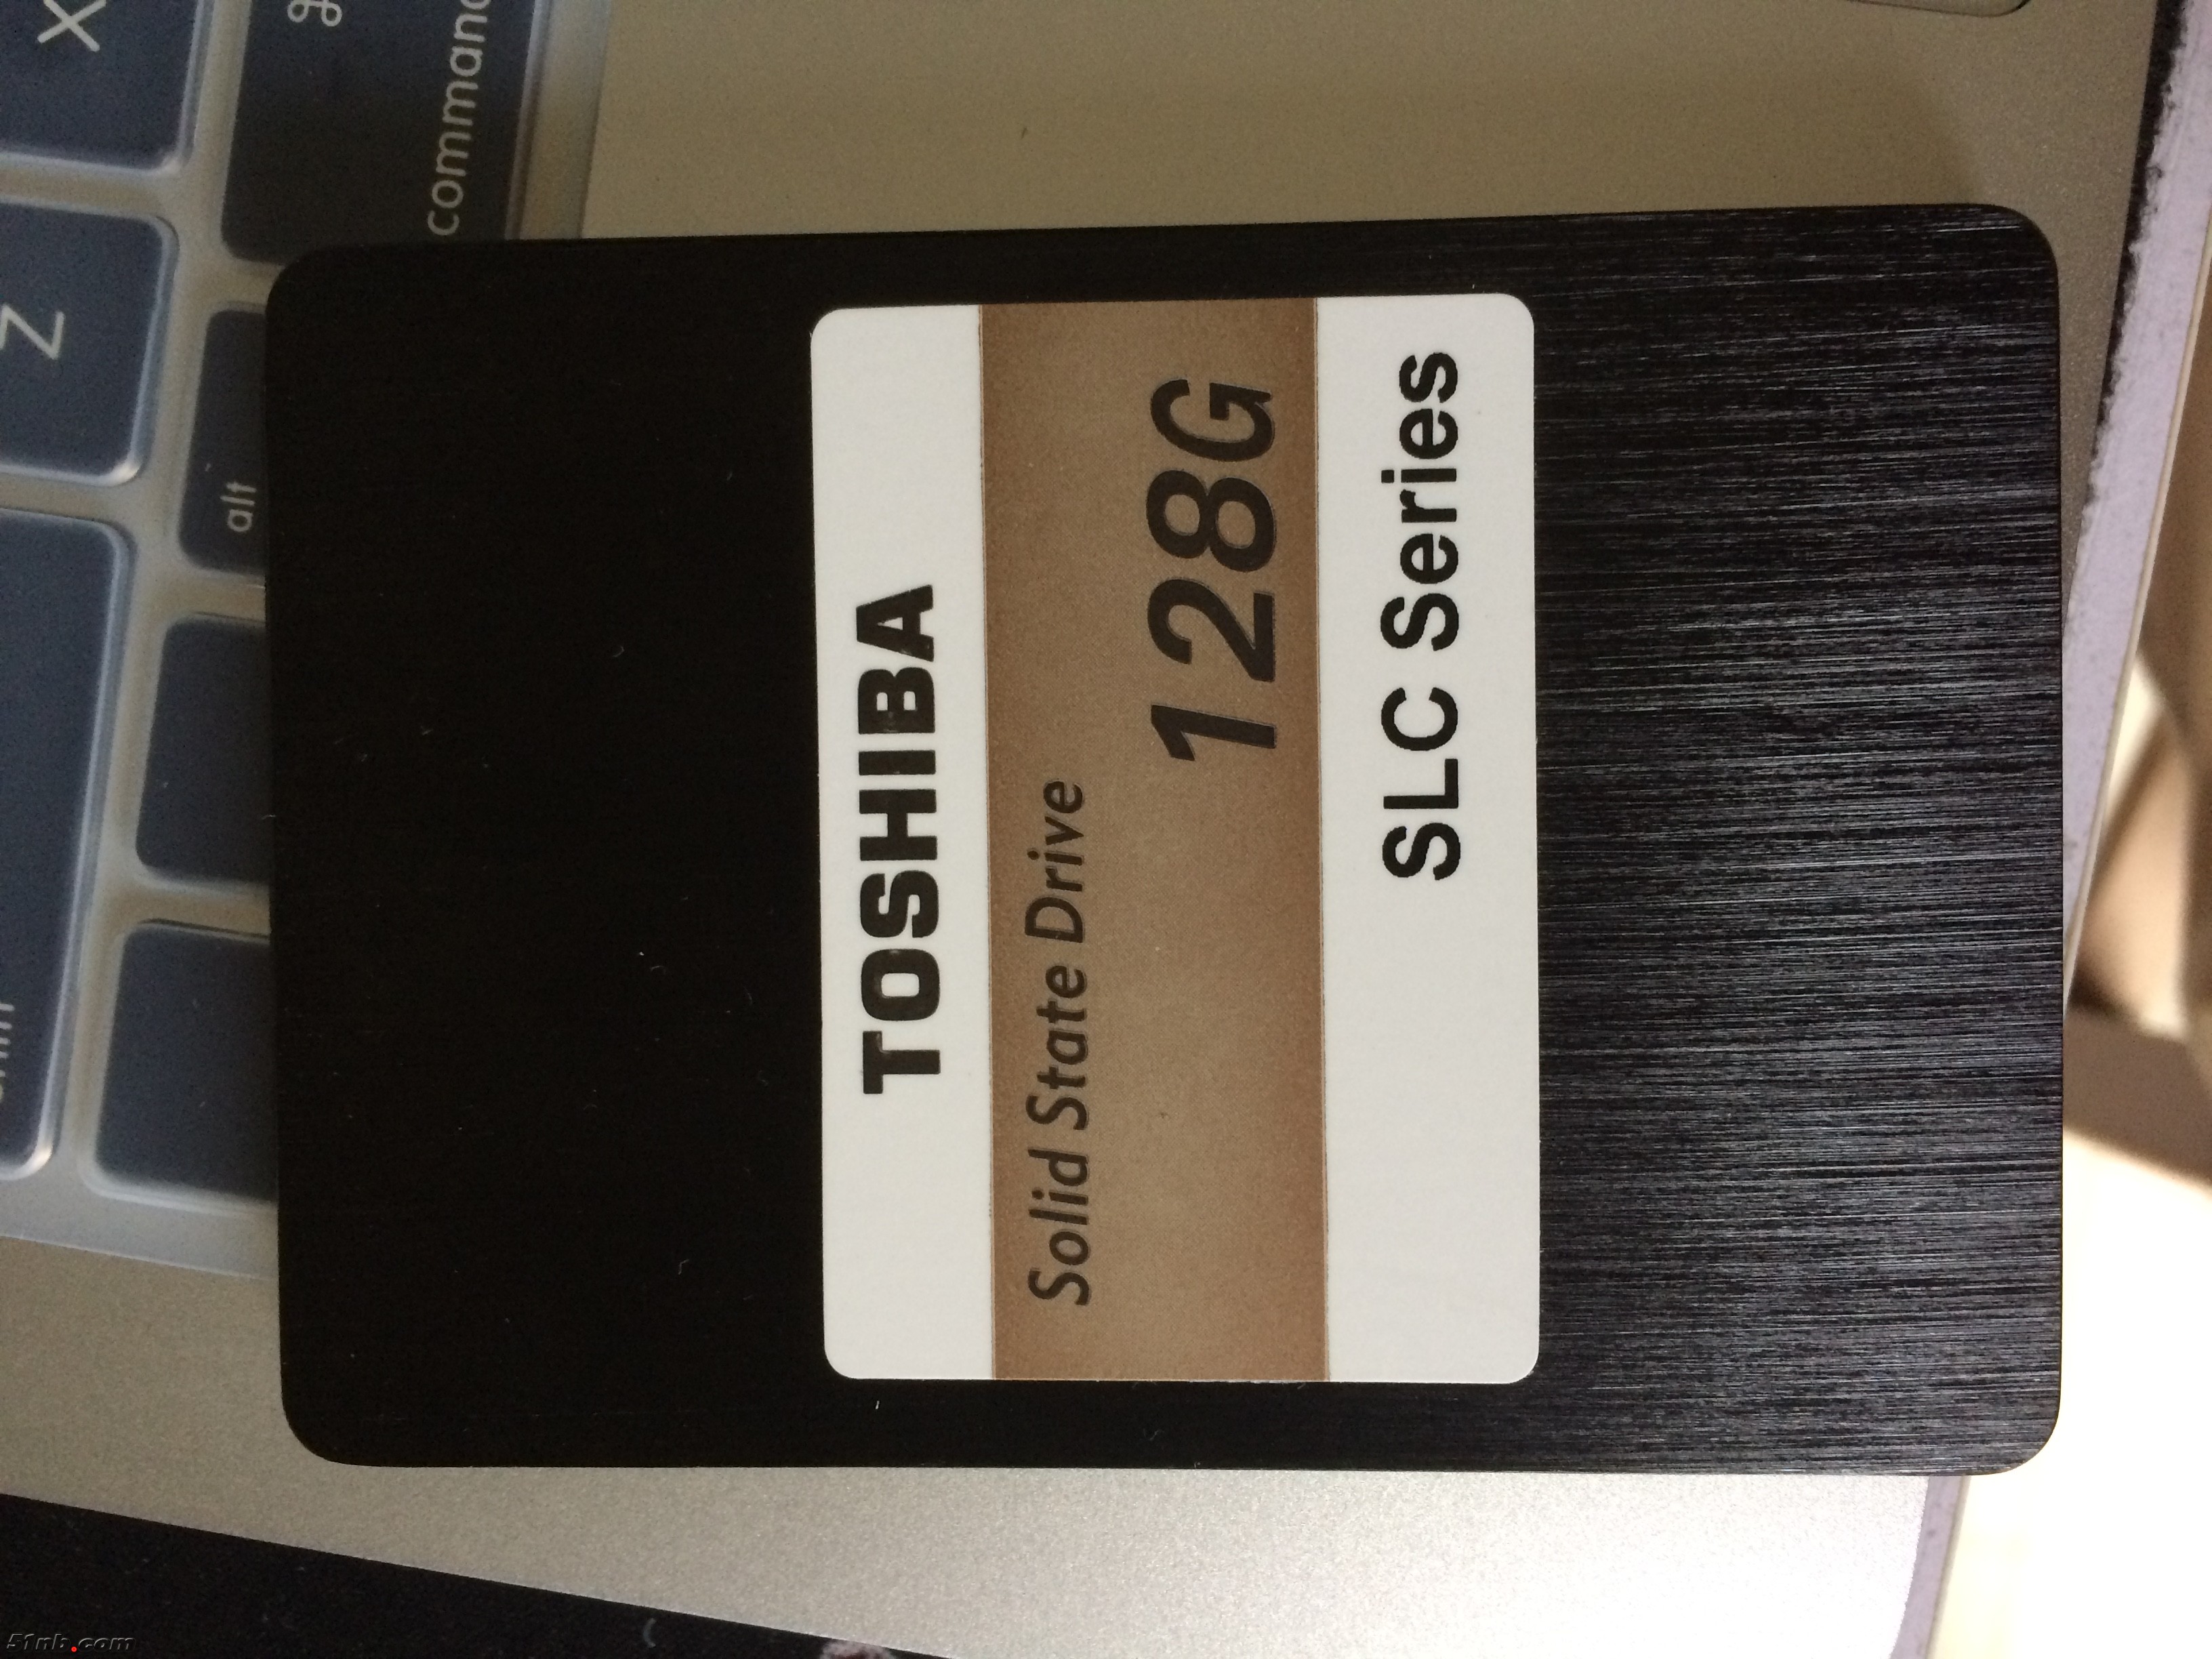 TOSHIBA
Solid State Drive
128G
SLC Series
X
⌘
command
Z
alt
51nb.com